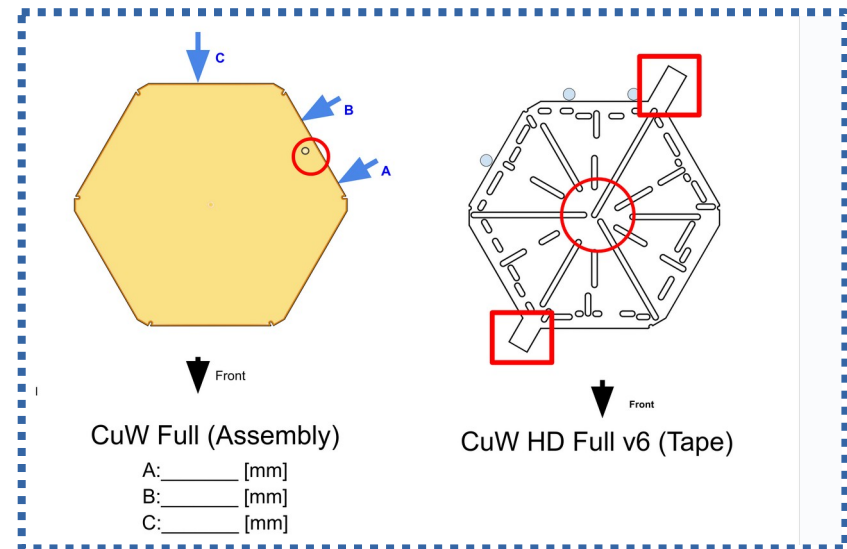 C
B
A
Front
Front
CuW Full (Assembly)
CuW HD Full v6 (Tape)
A:_______ [mm]
B:_______ [mm]
C:_______ [mm]